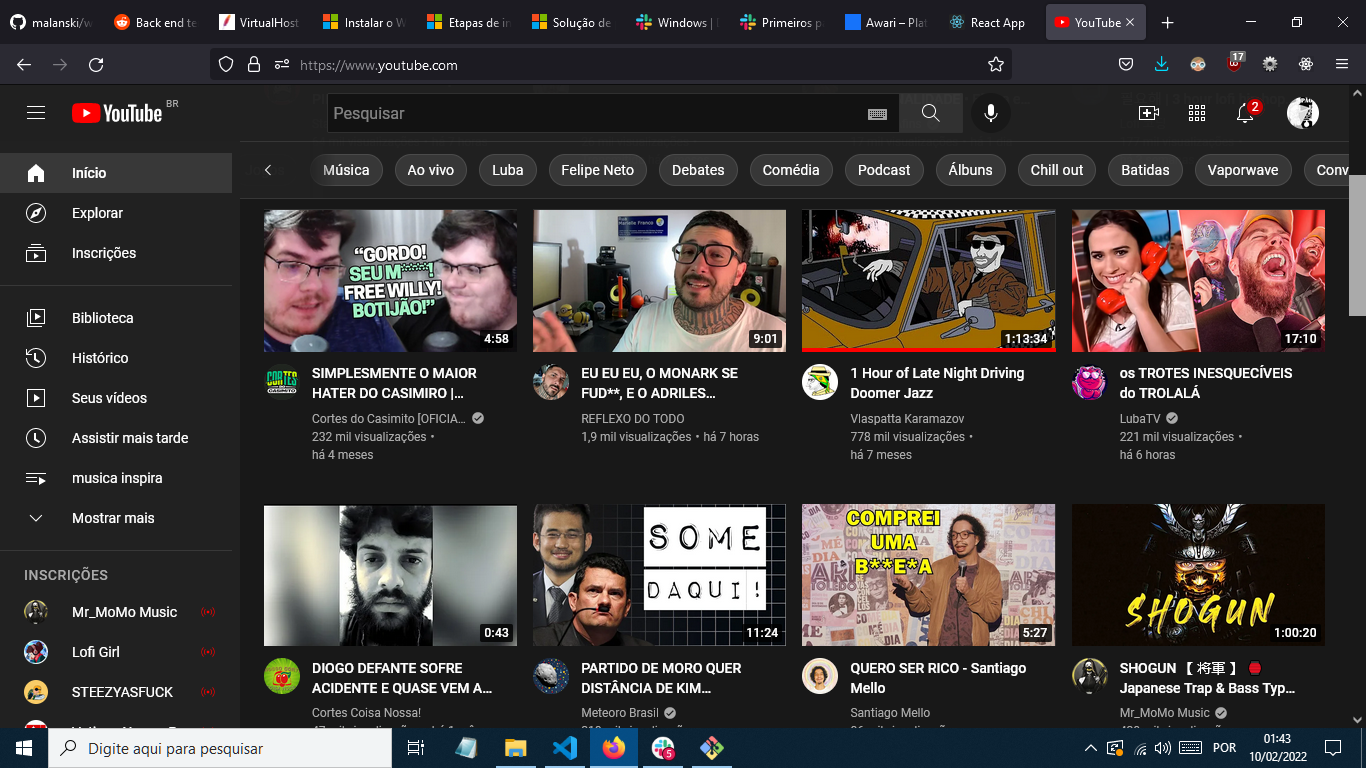 malanski/w
Back end te
VirtualHost
Instalar o W
Etapas de in
Solução de
Windows |
Primeiros p
Awari – Plat
React App
YouTube
https://www.youtube.com
17
YouTube BR
Pesquisar
2
Início
Explorar
Inscrições
Biblioteca
Histórico
Seus vídeos
Assistir mais tarde
musica inspira
Mostrar mais
INSCRIÇÕES
Mr_MoMo Music
Lofi Girl
STEEZYASFUCK
Música
Ao vivo
Luba
Felipe Neto
Debates
Comédia
Podcast
Álbuns
Chill out
Batidas
Vaporwave
Conv
“GORDO!
SEU M*****!
FREE WILLY!
BOTIJÃO!”
4:58
SIMPLESMENTE O MAIOR
HATER DO CASIMIRO |...
Cortes do Casimito [OFICIA...
232 mil visualizações •
há 4 meses
Marielle Franco
9:01
EU EU EU, O MONARK SE
FUD**, E O ADRILES...
REFLEXO DO TODO
1,9 mil visualizações • há 7 horas
1:13:34
1 Hour of Late Night Driving
Doomer Jazz
Vlaspatta Karamazov
778 mil visualizações •
há 7 meses
17:10
os TROTES INESQUECÍVEIS
do TROLALÁ
LubaTV
221 mil visualizações •
há 6 horas
0:43
DIOGO DEFANTE SOFRE
ACIDENTE E QUASE VEM A...
Cortes Coisa Nossa!
SOME
DAQUI!
11:24
PARTIDO DE MORO QUER
DISTÂNCIA DE KIM...
Meteoro Brasil
COMPREI
UMA
B**E*A
5:27
QUERO SER RICO - Santiago
Mello
Santiago Mello
SHOGUN
1:00:20
SHOGUN 【 将軍 】
Japanese Trap & Bass Typ...
Mr_MoMo Music
Digite aqui para pesquisar
5
POR
01:43
10/02/2022